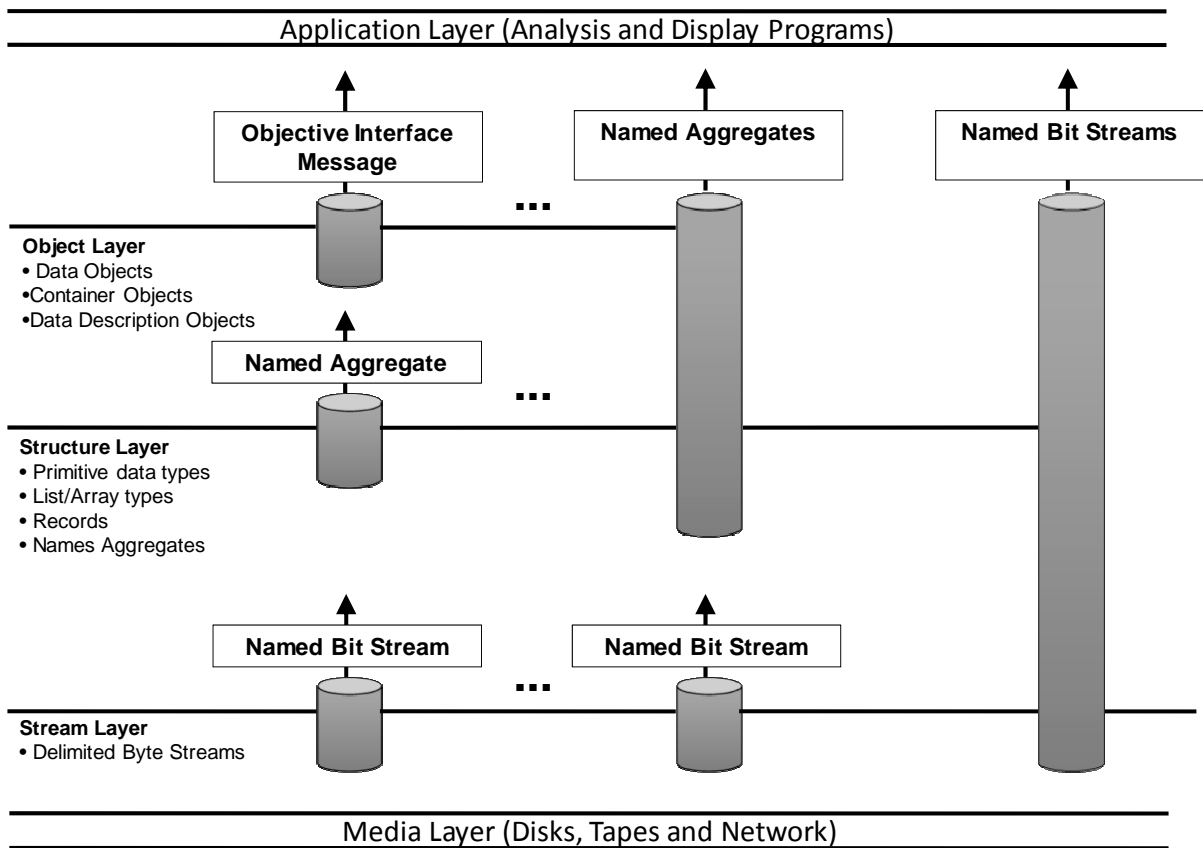 Application Layer (Analysis and Display Programs)
Objective Interface
Message
Named Aggregates
Named Bit Streams
...
Object Layer
• Data Objects
•Container Objects
•Data Description Objects
Named Aggregate
...
Structure Layer
• Primitive data types
• List/Array types
• Records
• Names Aggregates
Named Bit Stream
Named Bit Stream
...
Stream Layer
• Delimited Byte Streams
Media Layer (Disks, Tapes and Network)